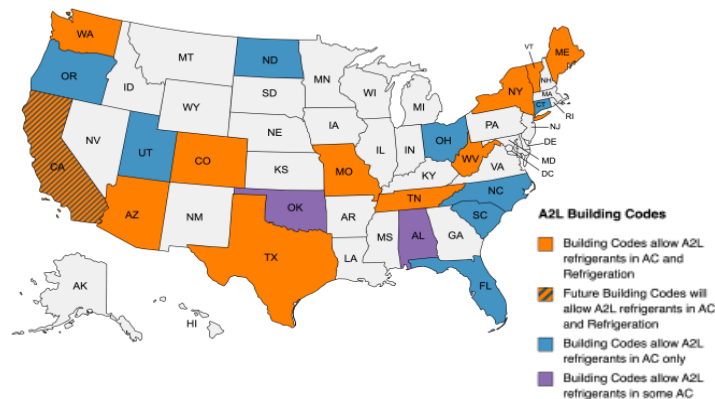 WA
VT
ME
MT
ND
OR
MN
NH
ID
SD
WI
NY
MA
WY
MI
CT
RI
IA
PA
NE
NJ
NV
OH
DE
UT
IL
IN
CA
CO
WV
MD
KS
MO
VA
KY
DC
NC
TN
AZ
OK
NM
AR
SC
A2L Building Codes
MS
AL
GA
Building Codes allow A2L
refrigerants in AC and
Refrigeration
TX
LA
AK
FL
Future Building Codes will
allow A2L refrigerants in AC
and Refrigeration
HI
Building Codes allow A2L
refrigerants in AC only
Building Codes allow A2L
refrigerants in some AC